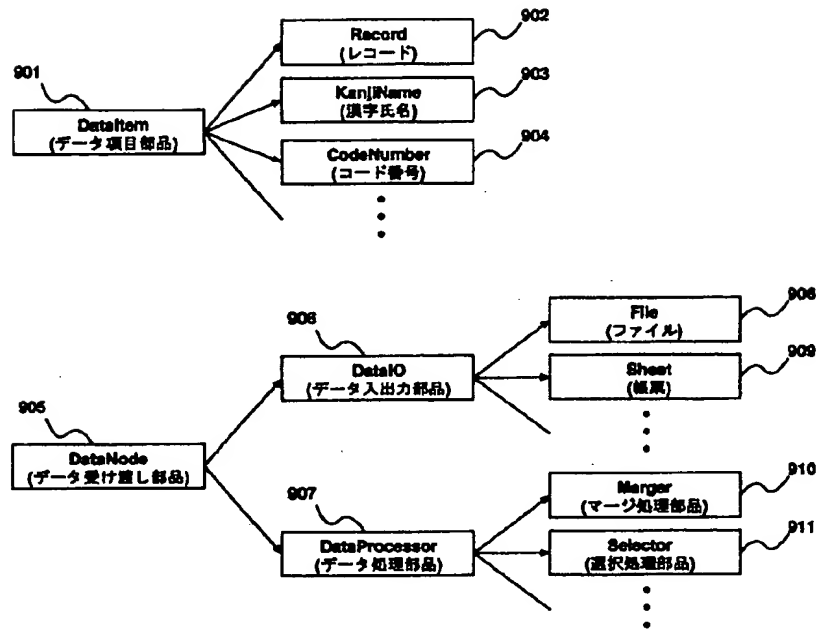 902
Record
(レコード)
901
903
KanjiName
(漢字氏名)
DataItem
(データ項目部品)
904
CodeNumber
(コード番号)
906
File
(ファイル)
906
909
DataIO
(データ入出力部品)
Sheet
(帳票)
905
DataNode
(データ受け渡し部品)
910
Merger
(マージ処理部品)
907
911
DataProcessor
(データ処理部品)
Selector
(選択処理部品)